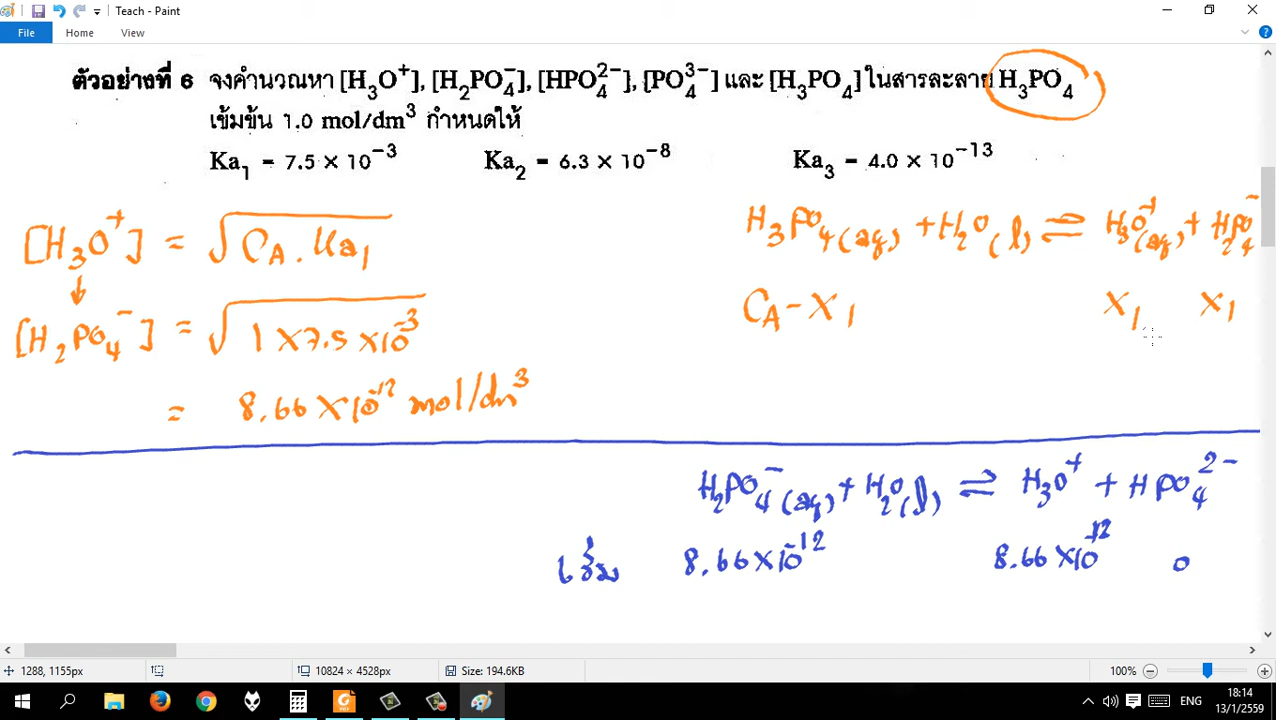 Teach - Paint
File Home View
ตัวอย่างที่ 6 จงคำนวณหา [H₃O⁺], [H₂PO₄⁻], [HPO₄²⁻], [PO₄³⁻] และ [H₃PO₄] ในสารละลาย H₃PO₄
เข้มข้น 1.0 mol/dm³ กำหนดให้
Ka₁ = 7.5 × 10⁻³ Ka₂ = 6.3 × 10⁻⁸ Ka₃ = 4.0 × 10⁻¹³
[H₃O⁺] = √(C_A . Ka₁)
↓
[H₂PO₄⁻] = √(1 × 7.5 × 10⁻³)
= 8.66 × 10⁻¹² mol/dm³
H₃PO₄(aq) + H₂O(l) ⇌ H₃O⁺(aq) + H₂PO₄⁻
C_A - X₁ X₁ X₁
H₂PO₄⁻(aq) + H₂O(l) ⇌ H₃O⁺ + HPO₄²⁻
เริ่ม 8.66 × 10⁻¹² 8.66 × 10⁻¹² 0
1288, 1155px 10824 × 4528px Size: 194.6KB 100%
ENG 18:14
13/1/2559